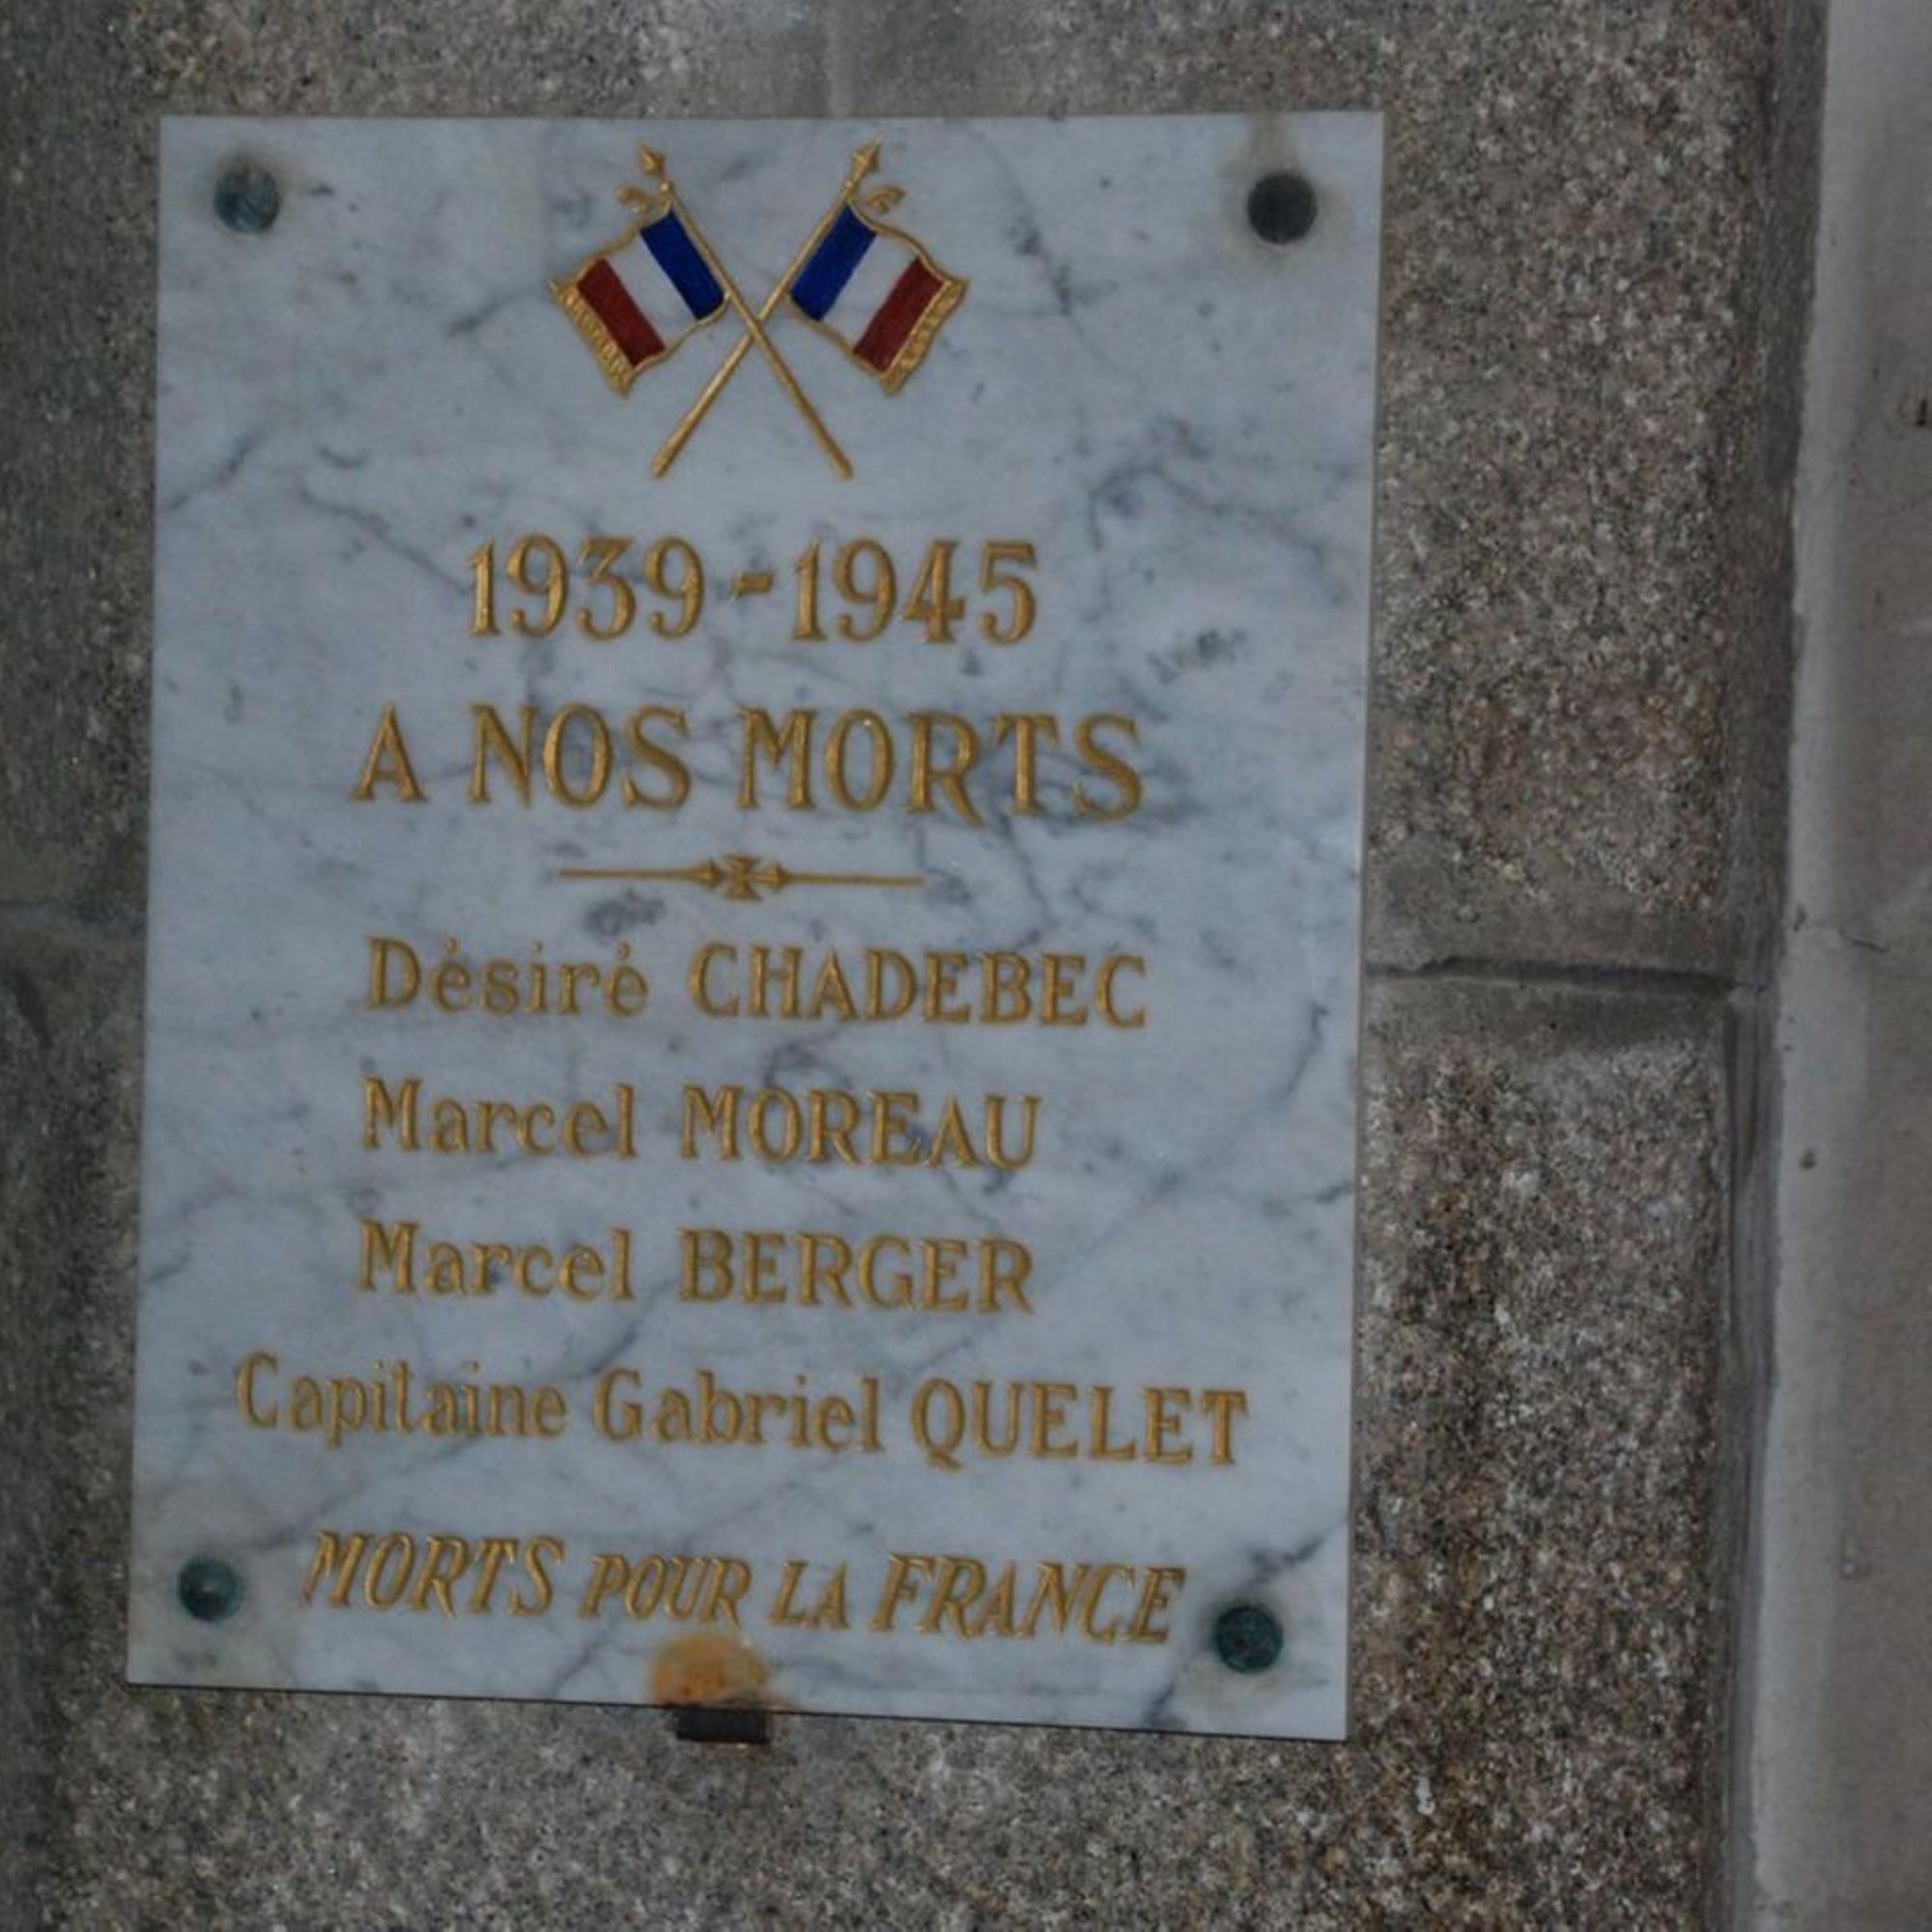 1939-1945
A NOS MORTS
Désiré CHADEBEC
Marcel MOREAU
Marcel BERGER
Capitaine Gabriel QUELET
MORTS POUR LA FRANCE